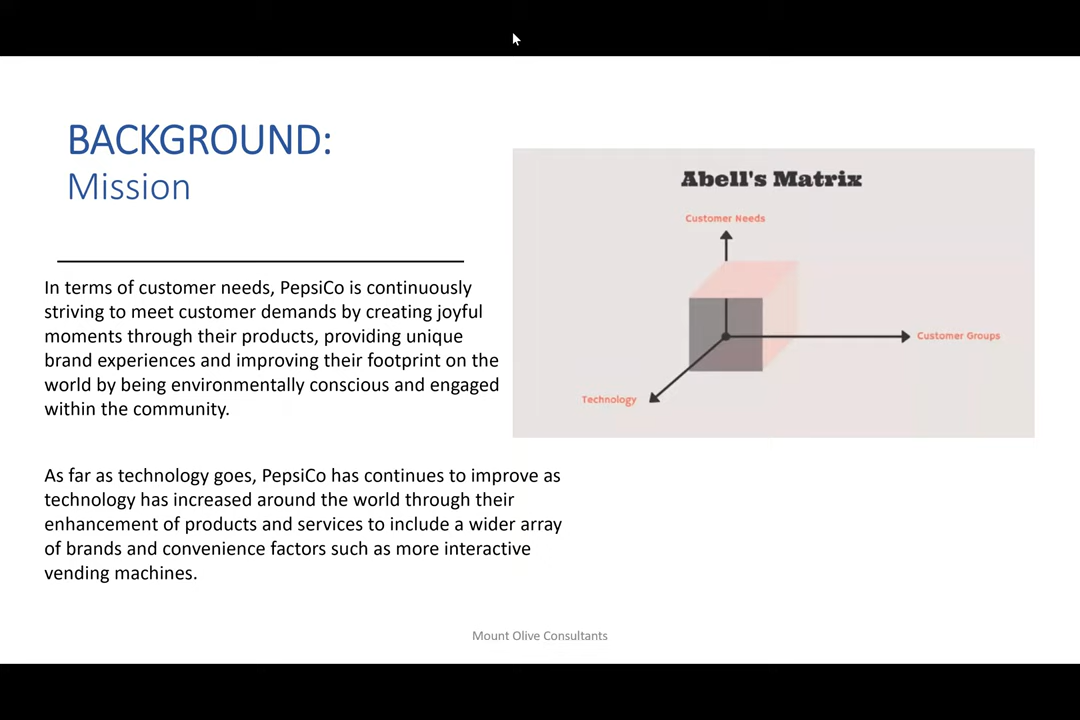 BACKGROUND:
Mission
In terms of customer needs, PepsiCo is continuously
striving to meet customer demands by creating joyful
moments through their products, providing unique
brand experiences and improving their footprint on the
world by being environmentally conscious and engaged
within the community.
As far as technology goes, PepsiCo has continues to improve as
technology has increased around the world through their
enhancement of products and services to include a wider array
of brands and convenience factors such as more interactive
vending machines.
Abell's Matrix
Customer Needs
Customer Groups
Technology
Mount Olive Consultants